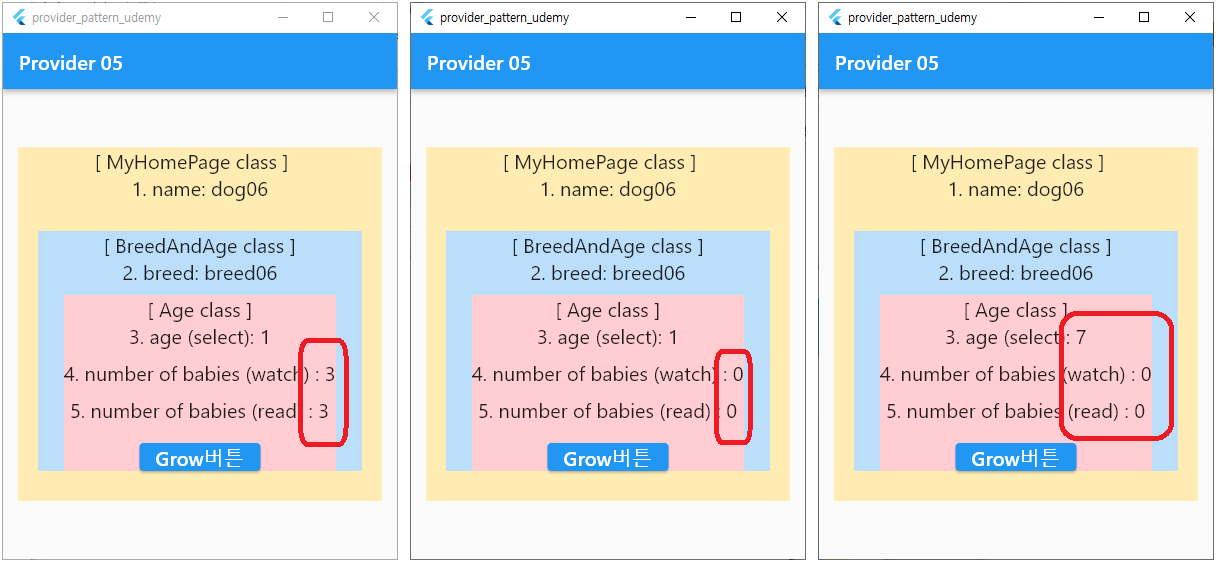 provider_pattern_udemy
Provider 05
[ MyHomePage class ]
1. name: dog06
[ BreedAndAge class ]
2. breed: breed06
[ Age class ]
3. age (select): 1
4. number of babies (watch) : 3
5. number of babies (read) : 3
Grow버튼
provider_pattern_udemy
Provider 05
[ MyHomePage class ]
1. name: dog06
[ BreedAndAge class ]
2. breed: breed06
[ Age class ]
3. age (select): 1
4. number of babies (watch) : 0
5. number of babies (read) : 0
Grow버튼
provider_pattern_udemy
Provider 05
[ MyHomePage class ]
1. name: dog06
[ BreedAndAge class ]
2. breed: breed06
[ Age class ]
3. age (select): 7
4. number of babies (watch) : 0
5. number of babies (read) : 0
Grow버튼